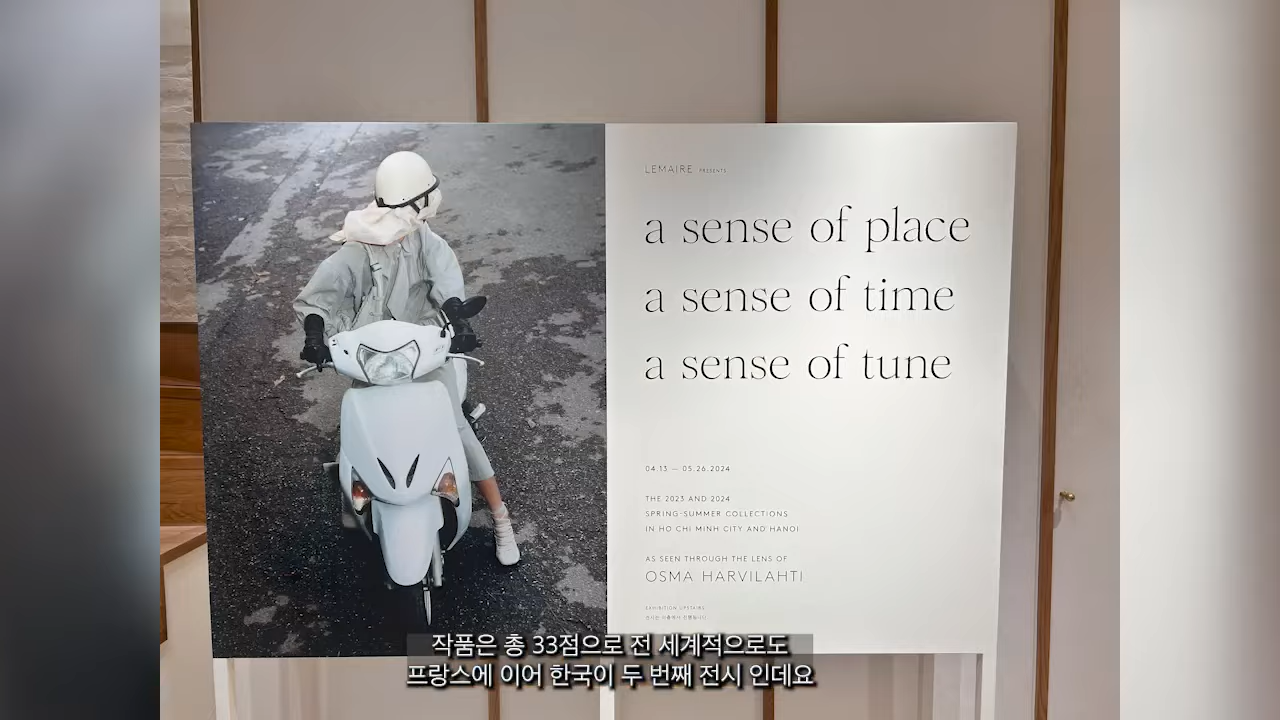 LEMAIRE PRESENTS
a sense of place
a sense of time
a sense of tune
04.13 — 05.26.2024
THE 2023 AND 2024
SPRING-SUMMER COLLECTIONS
IN HO CHI MINH CITY AND HANOI
AS SEEN THROUGH THE LENS OF
OSMA HARVILAHTI
EXHIBITION UPSTAIRS
작품은 총 33점으로 전 세계적으로도
프랑스에 이어 한국이 두 번째 전시 인데요